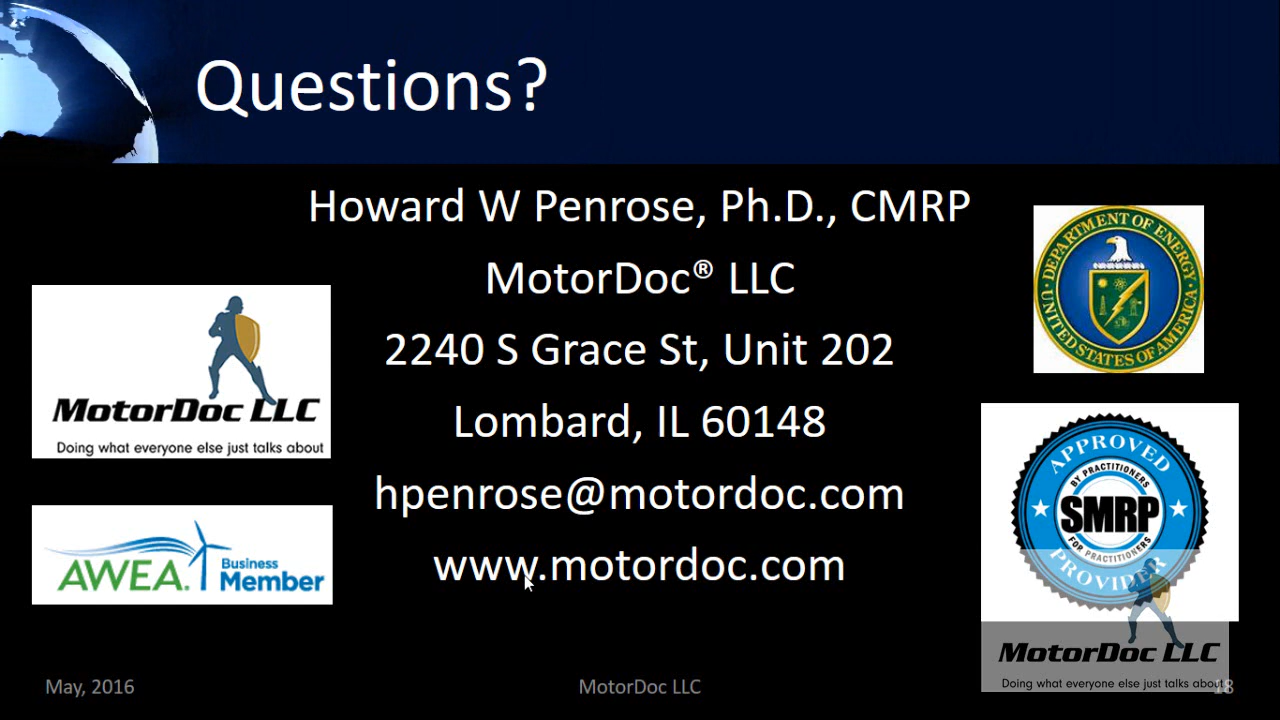 Questions?
Howard W Penrose, Ph.D., CMRP
MotorDoc® LLC
2240 S Grace St, Unit 202
Lombard, IL 60148
hpenrose@motordoc.com
www.motordoc.com
MotorDoc LLC
Doing what everyone else just talks about
AWEA.
Business
Member
DEPARTMENT OF ENERGY
UNITED STATES OF AMERICA
APPROVED
BY PRACTITIONERS
SMRP
FOR PRACTITIONERS
PROVIDER
MotorDoc LLC
Doing what everyone else just talks about
May, 2016
MotorDoc LLC
18